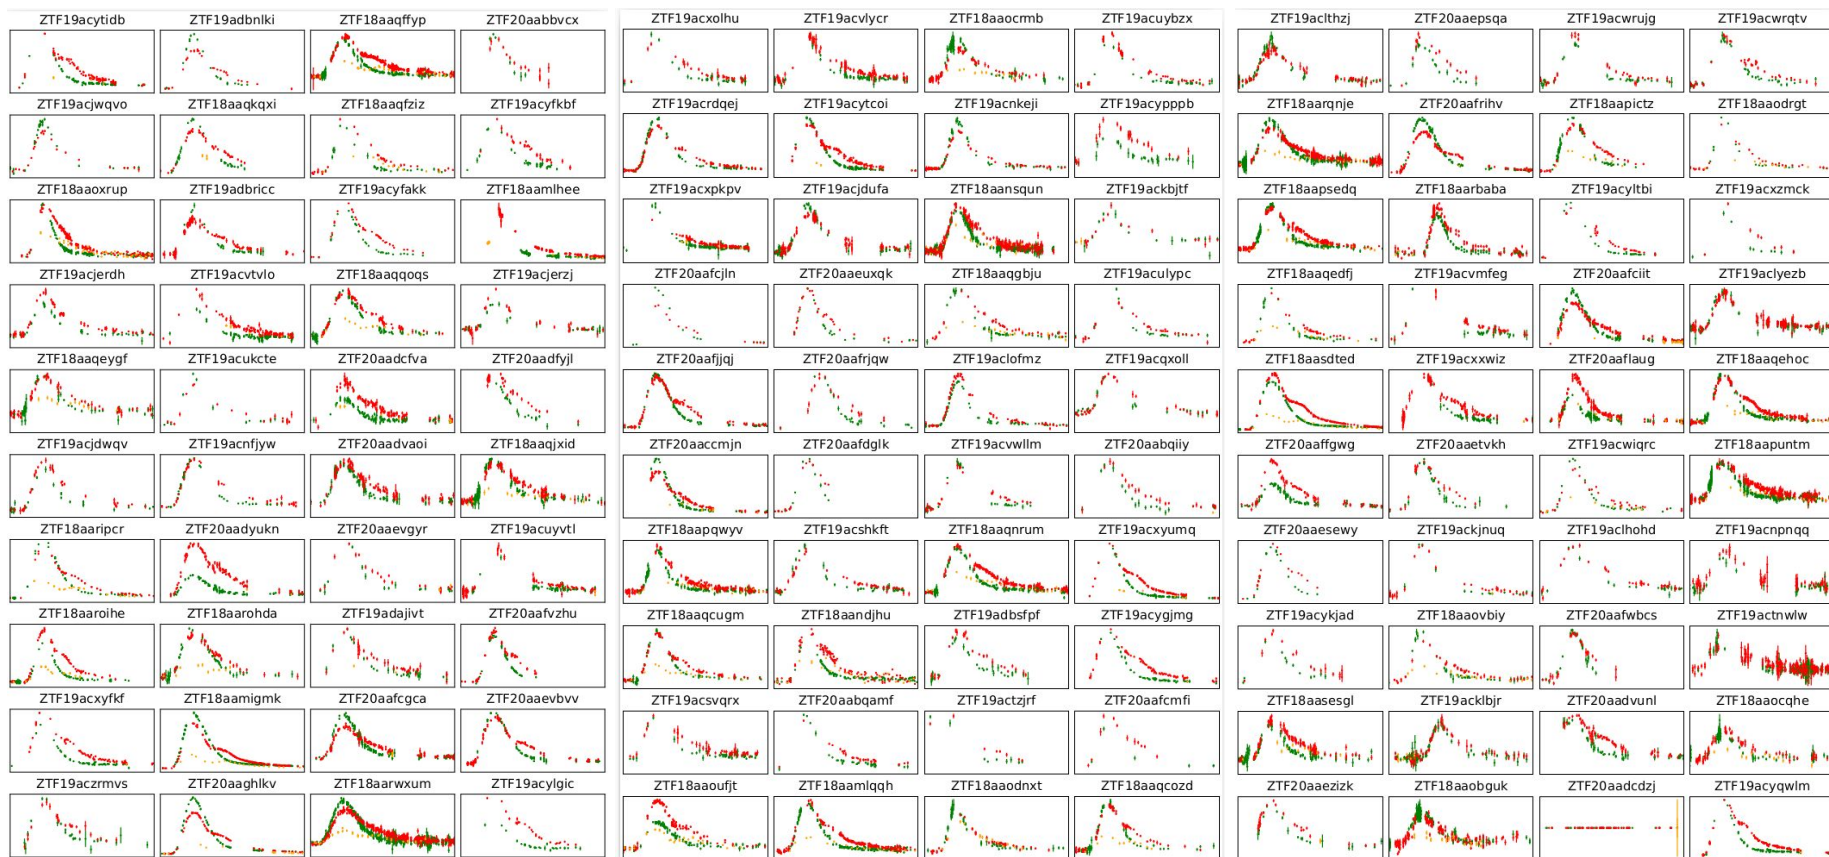 ZTF19acytidb ZTF19adbnlki ZTF18aaqffyp ZTF20aabbvcx ZTF19acxolhu ZTF19acvlycr ZTF18aaocrmb ZTF19acuybzx ZTF19aclthzj ZTF20aaepsqa ZTF19acwrujg ZTF19acwrqtv
ZTF19acjwqvo ZTF18aaqkqxi ZTF18aaqfziz ZTF19acyfkbf ZTF19acrdqej ZTF19acytcoi ZTF19acnkeji ZTF19acypppb ZTF18aarqnje ZTF20aafrihv ZTF18aapictz ZTF18aaodrgt
ZTF18aaoxrup ZTF19adbricc ZTF19acyfakk ZTF18aamlhee ZTF19acxpkpv ZTF19acjdufa ZTF18aansqun ZTF19ackbjtf ZTF18aapsedq ZTF18aarbaba ZTF19acyltbi ZTF19acxzmck
ZTF19acjerdh ZTF19acvtvlo ZTF18aaqqoqs ZTF19acjerzj ZTF20aafcjln ZTF20aaeuxqk ZTF18aaqgbju ZTF19aculypc ZTF18aaqedfj ZTF19acvmfeg ZTF20aafciit ZTF19aclyezb
ZTF18aaqeygf ZTF19acukcte ZTF20aadcfva ZTF20aadfyjl ZTF20aafjjqj ZTF20aafrjqw ZTF19aclofmz ZTF19acqxoll ZTF18aasdted ZTF19acxxwiz ZTF20aaflaug ZTF18aaqehoc
ZTF19acjdwqv ZTF19acnfjyw ZTF20aadvaoi ZTF18aaqjxid ZTF20aaccmjn ZTF20aafdglk ZTF19acvwllm ZTF20aabqiiy ZTF20aaffgwg ZTF20aaetvkh ZTF19acwiqrc ZTF18aapuntm
ZTF18aaripcr ZTF20aadyukn ZTF20aaevgyr ZTF19acuyvtl ZTF18aapqwyv ZTF19acshkft ZTF18aaqnrum ZTF19acxyumq ZTF20aaesewy ZTF19ackjnuq ZTF19aclhohd ZTF19acnpnqq
ZTF18aaroihe ZTF18aarohda ZTF19adajivt ZTF20aafvzhu ZTF18aaqcugm ZTF18aandjhu ZTF19adbsfpf ZTF19acygjmg ZTF19acykjad ZTF18aaovbiy ZTF20aafwbcs ZTF19actnwlw
ZTF19acxyfkf ZTF18aamigmk ZTF20aafcgca ZTF20aaevbvv ZTF19acsvqrx ZTF20aabqamf ZTF19actzjrf ZTF20aafcmfi ZTF18aasesgl ZTF19acklbjr ZTF20aadvunl ZTF18aaocqhe
ZTF19aczrmvs ZTF20aaghlkv ZTF18aarwxum ZTF19acylgic ZTF18aaoufjt ZTF18aamlqqh ZTF18aaodnxt ZTF18aaqcozd ZTF20aaezizk ZTF18aaobguk ZTF20aadcdzj ZTF19acyqwlm